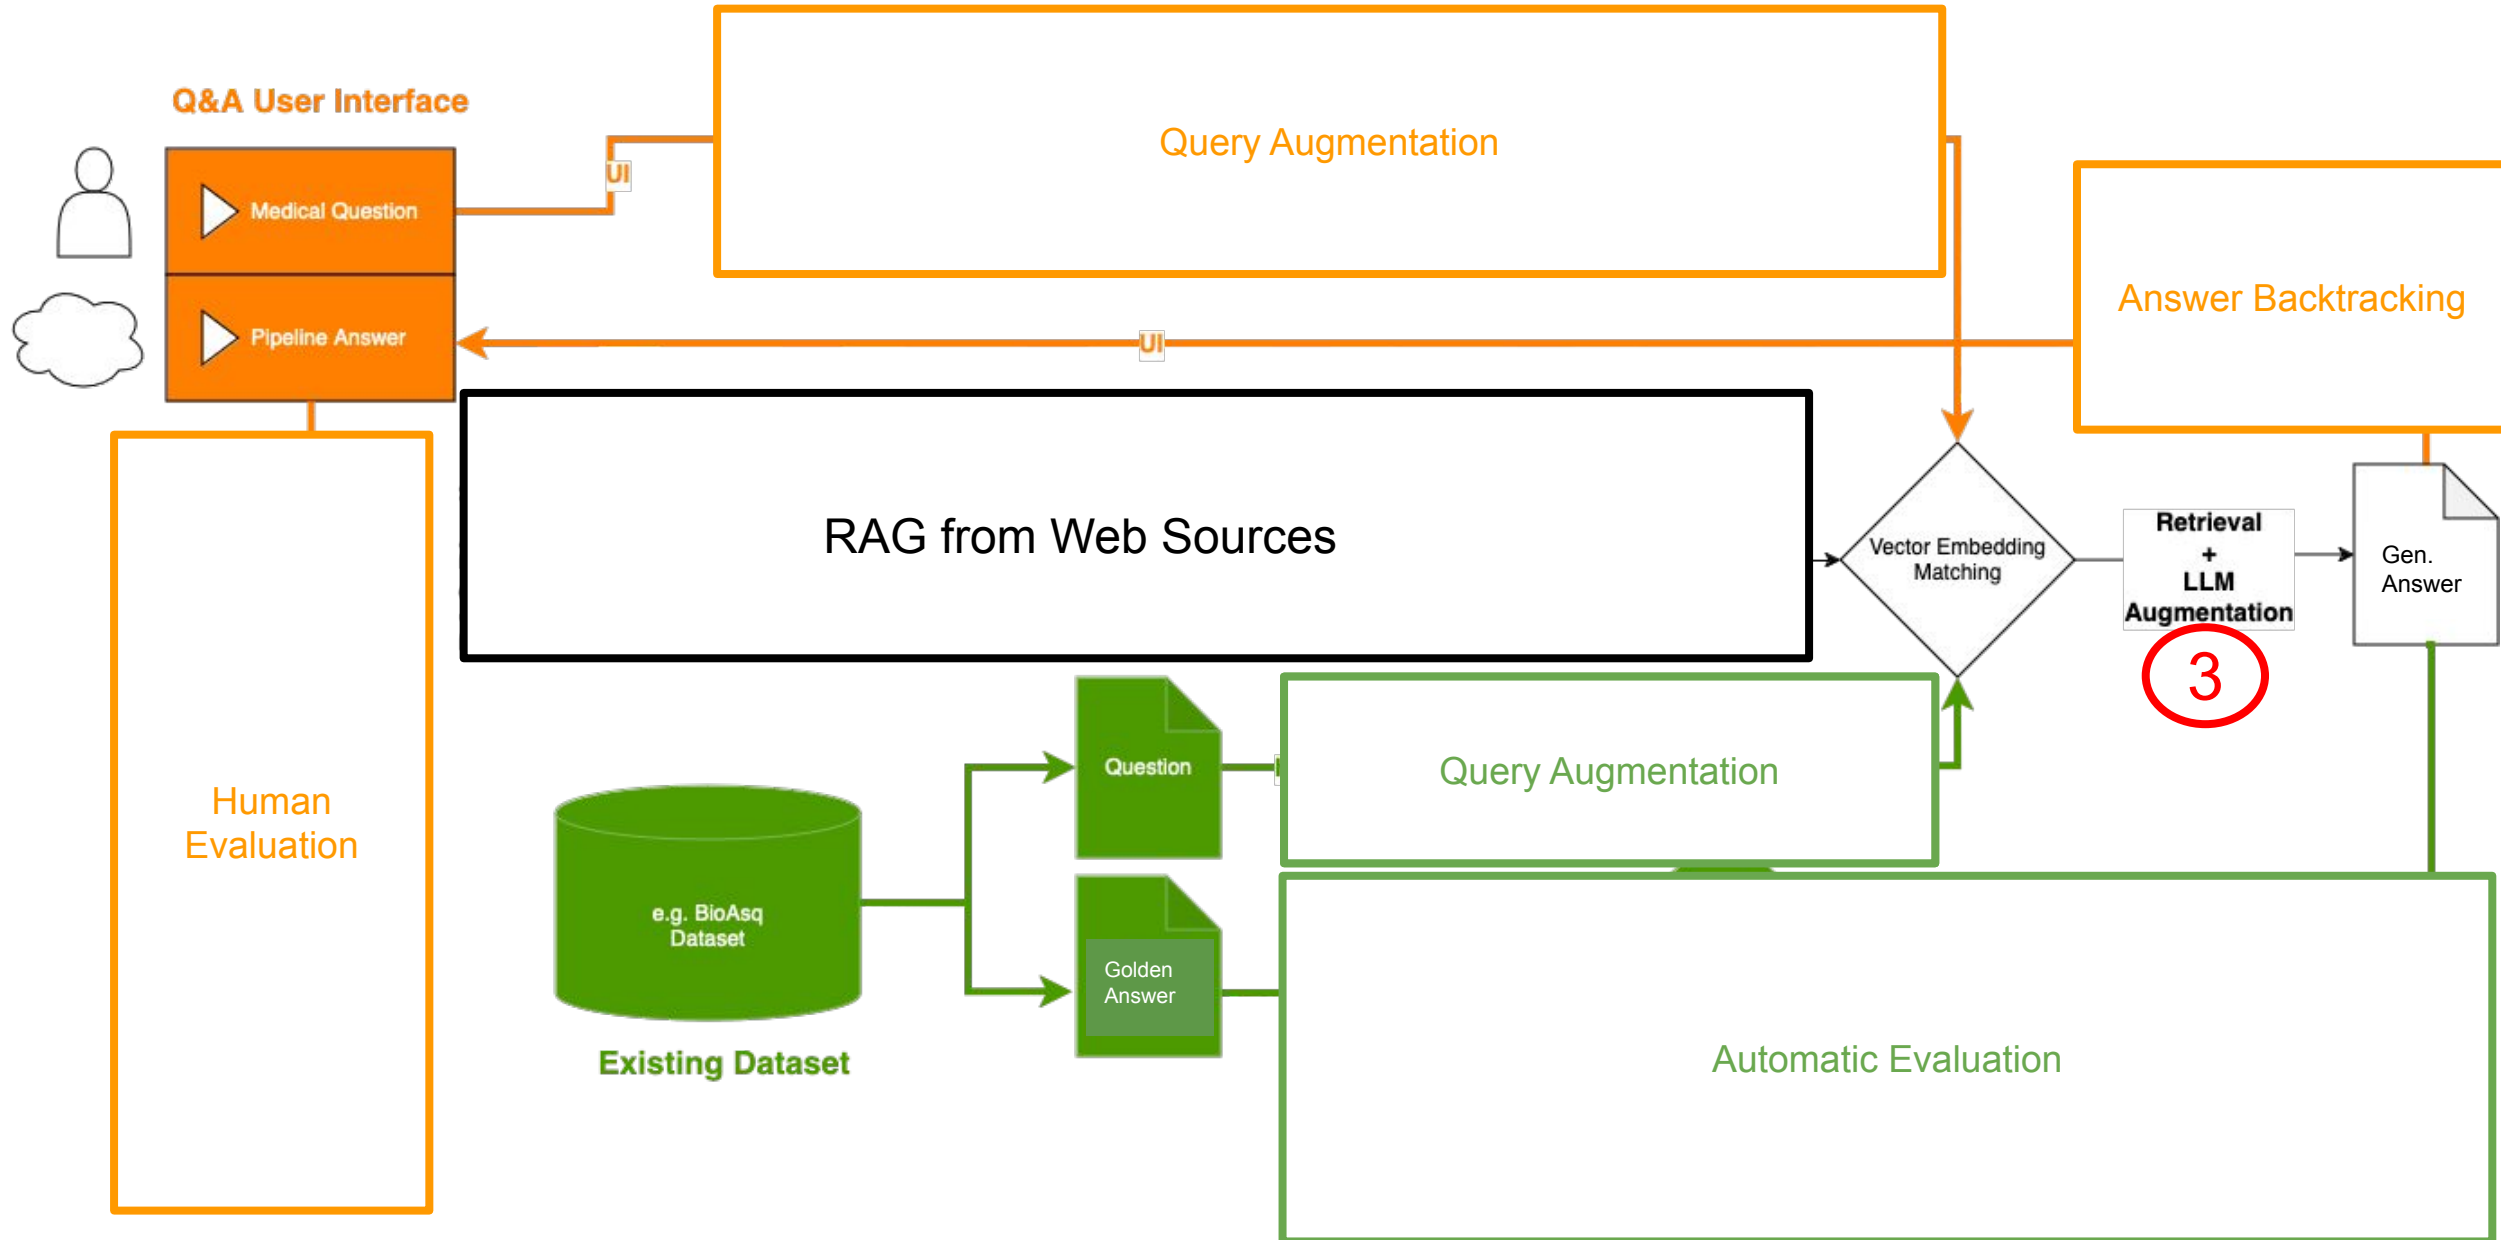 Q&A User Interface
Query Augmentation
UI
Medical Question
Answer Backtracking
Pipeline Answer
UI
RAG from Web Sources
Vector Embedding
Matching
Retrieval
+
LLM
Augmentation
Gen.
Answer
3
Human
Evaluation
Question
Query Augmentation
e.g. BioAsq
Dataset
Golden
Answer
Existing Dataset
Automatic Evaluation